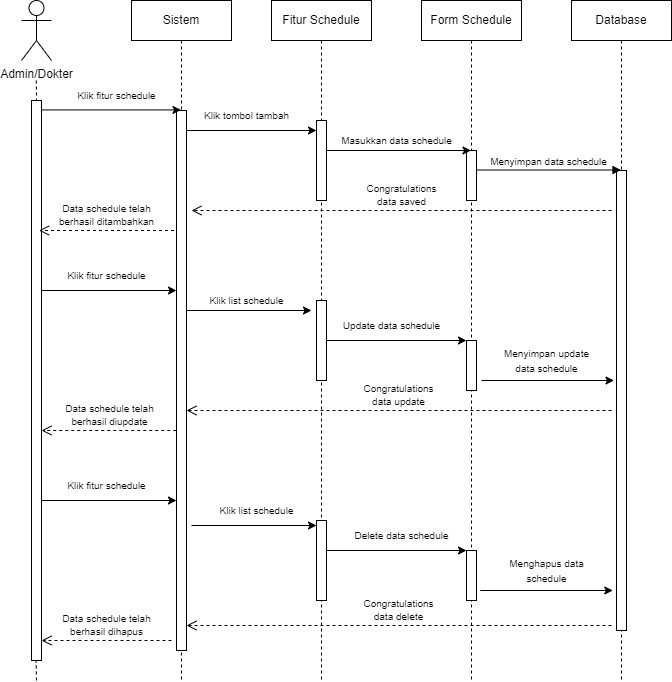 Sistem
Fitur Schedule
Form Schedule
Database
Admin/Dokter
Klik fitur schedule
Klik tombol tambah
Masukkan data schedule
Menyimpan data schedule
Congratulations
data saved
Data schedule telah
berhasil ditambahkan
Klik fitur schedule
Klik list schedule
Update data schedule
Menyimpan update
data schedule
Congratulations
data update
Data schedule telah
berhasil diupdate
Klik fitur schedule
Klik list schedule
Delete data schedule
Menghapus data
schedule
Congratulations
data delete
Data schedule telah
berhasil dihapus